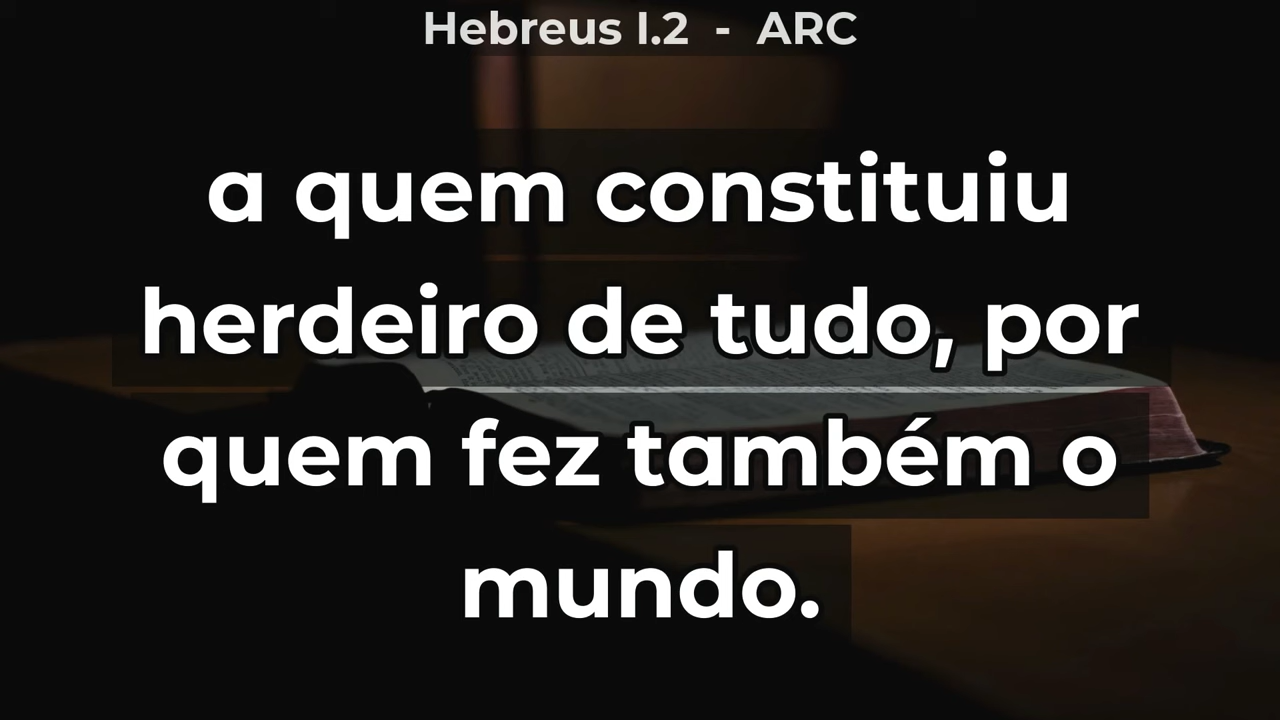 Hebreus I.2 - ARC
a quem constituiu
herdeiro de tudo, por
quem fez também o
mundo.